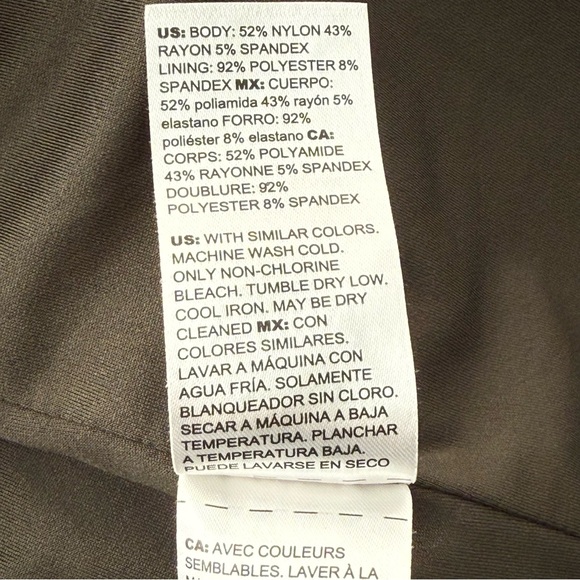 US: BODY: 52% NYLON 43%
RAYON 5% SPANDEX
LINING: 92% POLYESTER 8%
SPANDEX MX: CUERPO:
52% poliamida 43% rayón 5%
elastano FORRO: 92%
poliéster 8% elastano CA:
CORPS: 52% POLYAMIDE
43% RAYONNE 5% SPANDEX
DOUBLURE: 92%
POLYESTER 8% SPANDEX
US: WITH SIMILAR COLORS.
MACHINE WASH COLD.
ONLY NON-CHLORINE
BLEACH. TUMBLE DRY LOW.
COOL IRON. MAY BE DRY
CLEANED MX: CON
COLORES SIMILARES.
LAVAR A MÁQUINA CON
AGUA FRÍA. SOLAMENTE
BLANQUEADOR SIN CLORO.
SECAR A MÁQUINA A BAJA
TEMPERATURA. PLANCHAR
A TEMPERATURA BAJA.
PUEDE LAVARSE EN SECO
CA: AVEC COULEURS
SEMBLABLES. LAVER À LA